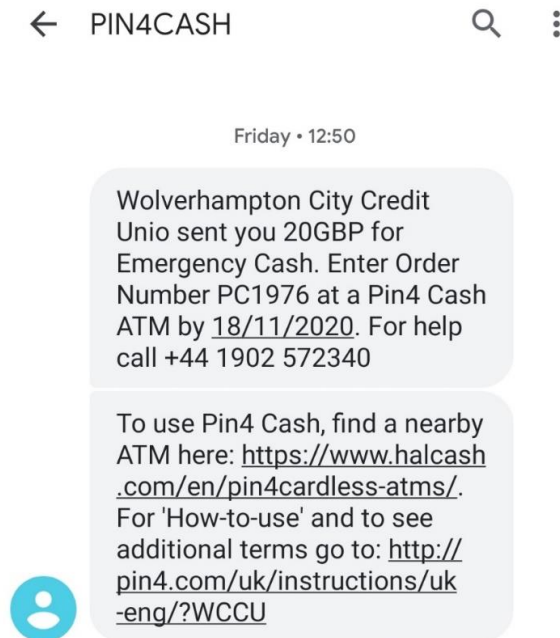 PIN4CASH
Friday • 12:50
Wolverhampton City Credit
Unio sent you 20GBP for
Emergency Cash. Enter Order
Number PC1976 at a Pin4 Cash
ATM by 18/11/2020. For help
call +44 1902 572340
To use Pin4 Cash, find a nearby
ATM here: https://www.halcash
.com/en/pin4cardless-atms/.
For 'How-to-use' and to see
additional terms go to: http://
pin4.com/uk/instructions/uk
-eng/?WCCU